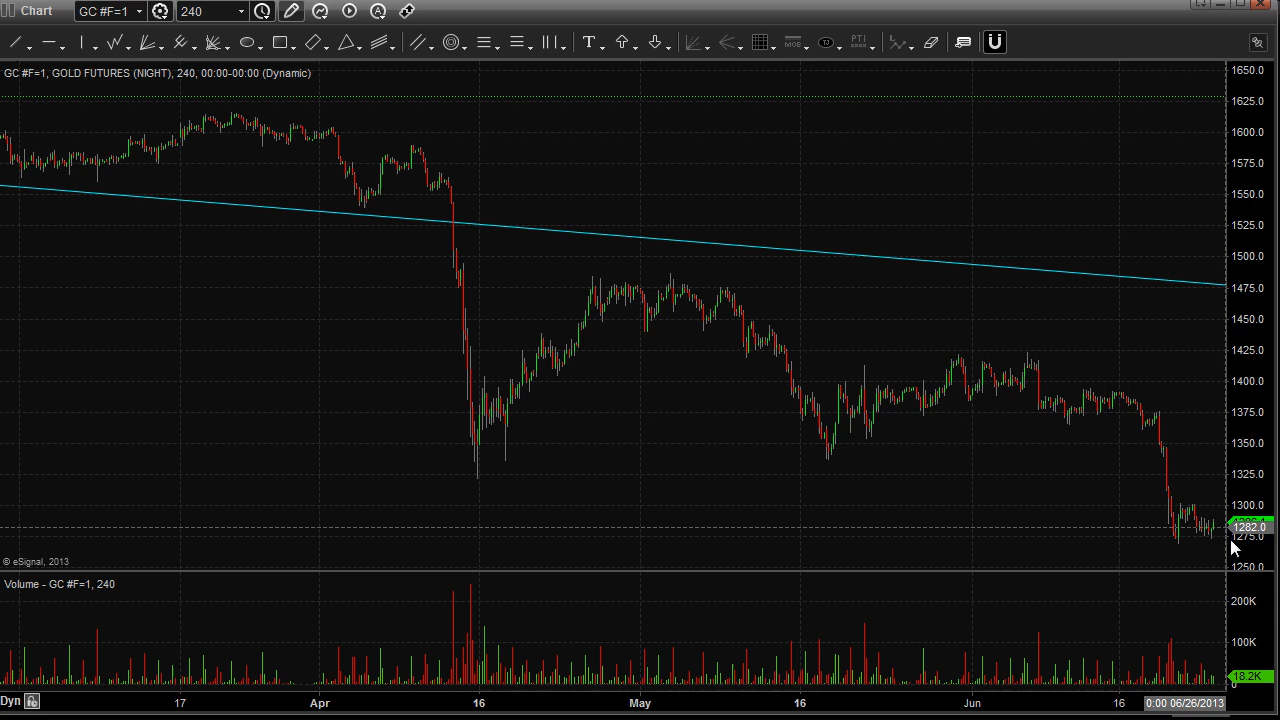 Chart GC #F=1 240
T MOB TJ PTI
GC #F=1, GOLD FUTURES (NIGHT), 240, 00:00-00:00 (Dynamic)
1650.0
1625.0
1600.0
1575.0
1550.0
1525.0
1500.0
1475.0
1450.0
1425.0
1400.0
1375.0
1350.0
1325.0
1300.0
1282.0
1275.0
1250.0
© eSignal, 2013
Volume - GC #F=1, 240
200K
100K
18.2K
0
Dyn 17 Apr 16 May 16 Jun 16 0:00 06/26/2013